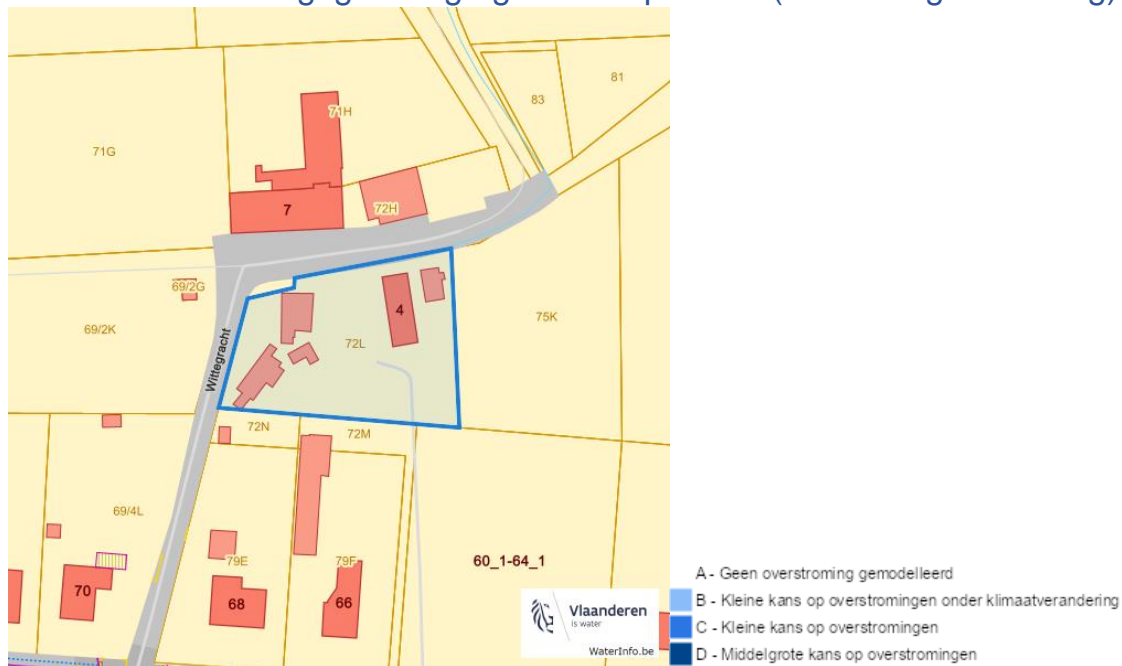 81
83
71H
71G
7
72H
69/2G
4
75K
69/2K
72L
Wittegracht
72N
72M
69/4L
79E
79F
60_1-64_1
70
68
66
Vlaanderen
is water
WaterInfo.be
A - Geen overstroming gemodelleerd
B - Kleine kans op overstromingen onder klimaatverandering
C - Kleine kans op overstromingen
D - Middelgrote kans op overstromingen